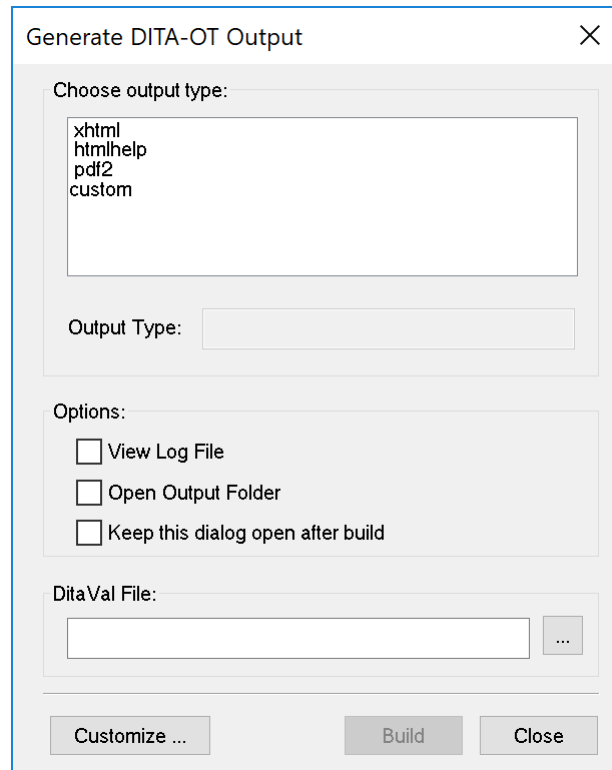 Generate DITA-OT Output
Choose output type:
xhtml
htmlhelp
pdf2
custom
Output Type:
Options:
View Log File
Open Output Folder
Keep this dialog open after build
DitaVal File:
...
Customize ...
Build
Close